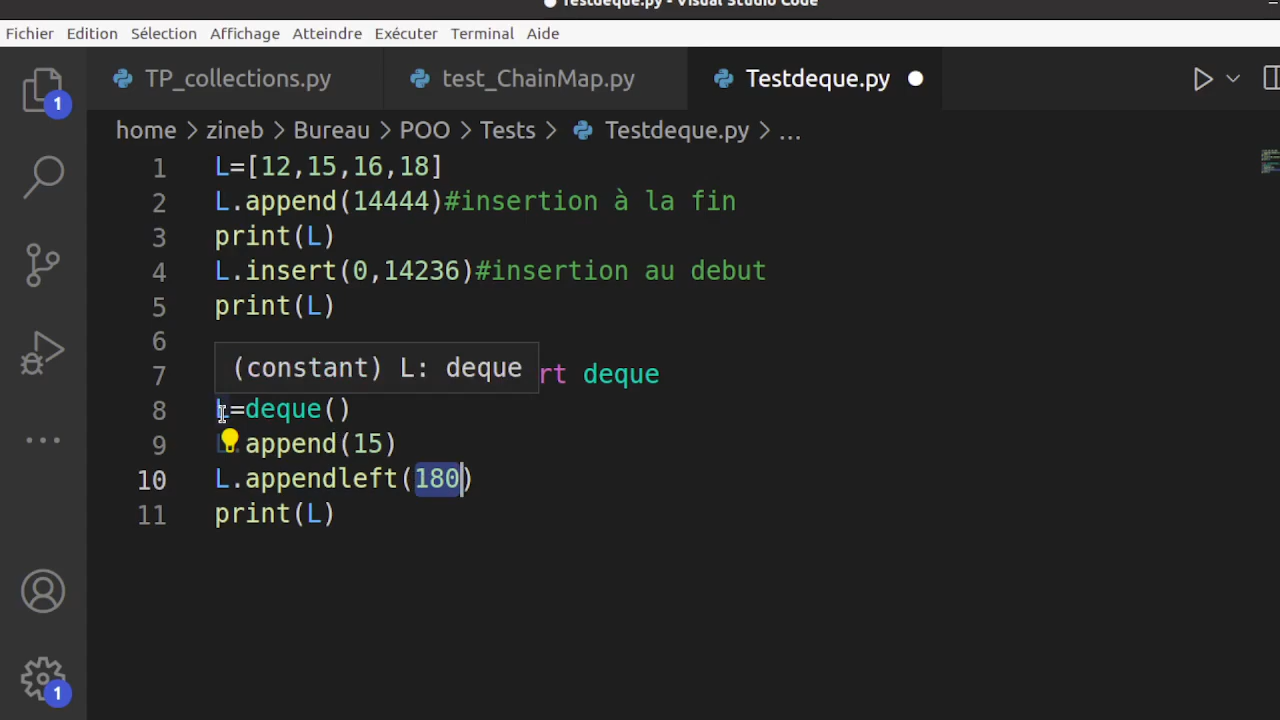 Testdeque.py - Visual Studio Code
Fichier Edition Sélection Affichage Atteindre Exécuter Terminal Aide
TP_collections.py test_ChainMap.py Testdeque.py
home > zineb > Bureau > POO > Tests > Testdeque.py > ...
1 L=[12,15,16,18]
2 L.append(14444)#insertion à la fin
3 print(L)
4 L.insert(0,14236)#insertion au debut
5 print(L)
6
(constant) L: deque
7 rt deque
8 L=deque()
9 L.append(15)
10 L.appendleft(180)
11 print(L)
1
1